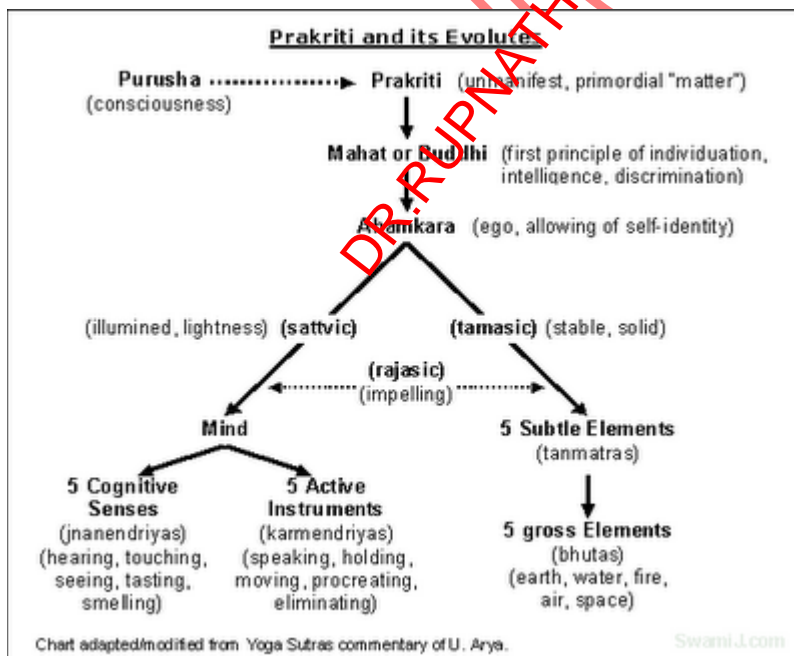 Prakriti and its Evolutes
Purusha Prakriti (unmanifest, primordial "matter")
(consciousness)
Mahat or Buddhi (first principle of individuation,
intelligence, discrimination)
Ahamkara (ego, allowing of self-identity)
(illumined, lightness) (sattvic) (tamasic) (stable, solid)
(rajasic)
(impelling)
Mind
5 Subtle Elements
(tanmatras)
5 Cognitive
Senses
(jnanendriyas)
(hearing, touching,
seeing, tasting,
smelling)
5 Active
Instruments
(karmendriyas)
(speaking, holding,
moving, procreating,
eliminating)
5 gross Elements
(bhutas)
(earth, water, fire,
air, space)
Chart adapted/modified from Yoga Sutras commentary of U. Arya.
SwamiJ.com
DR.RUPNATH